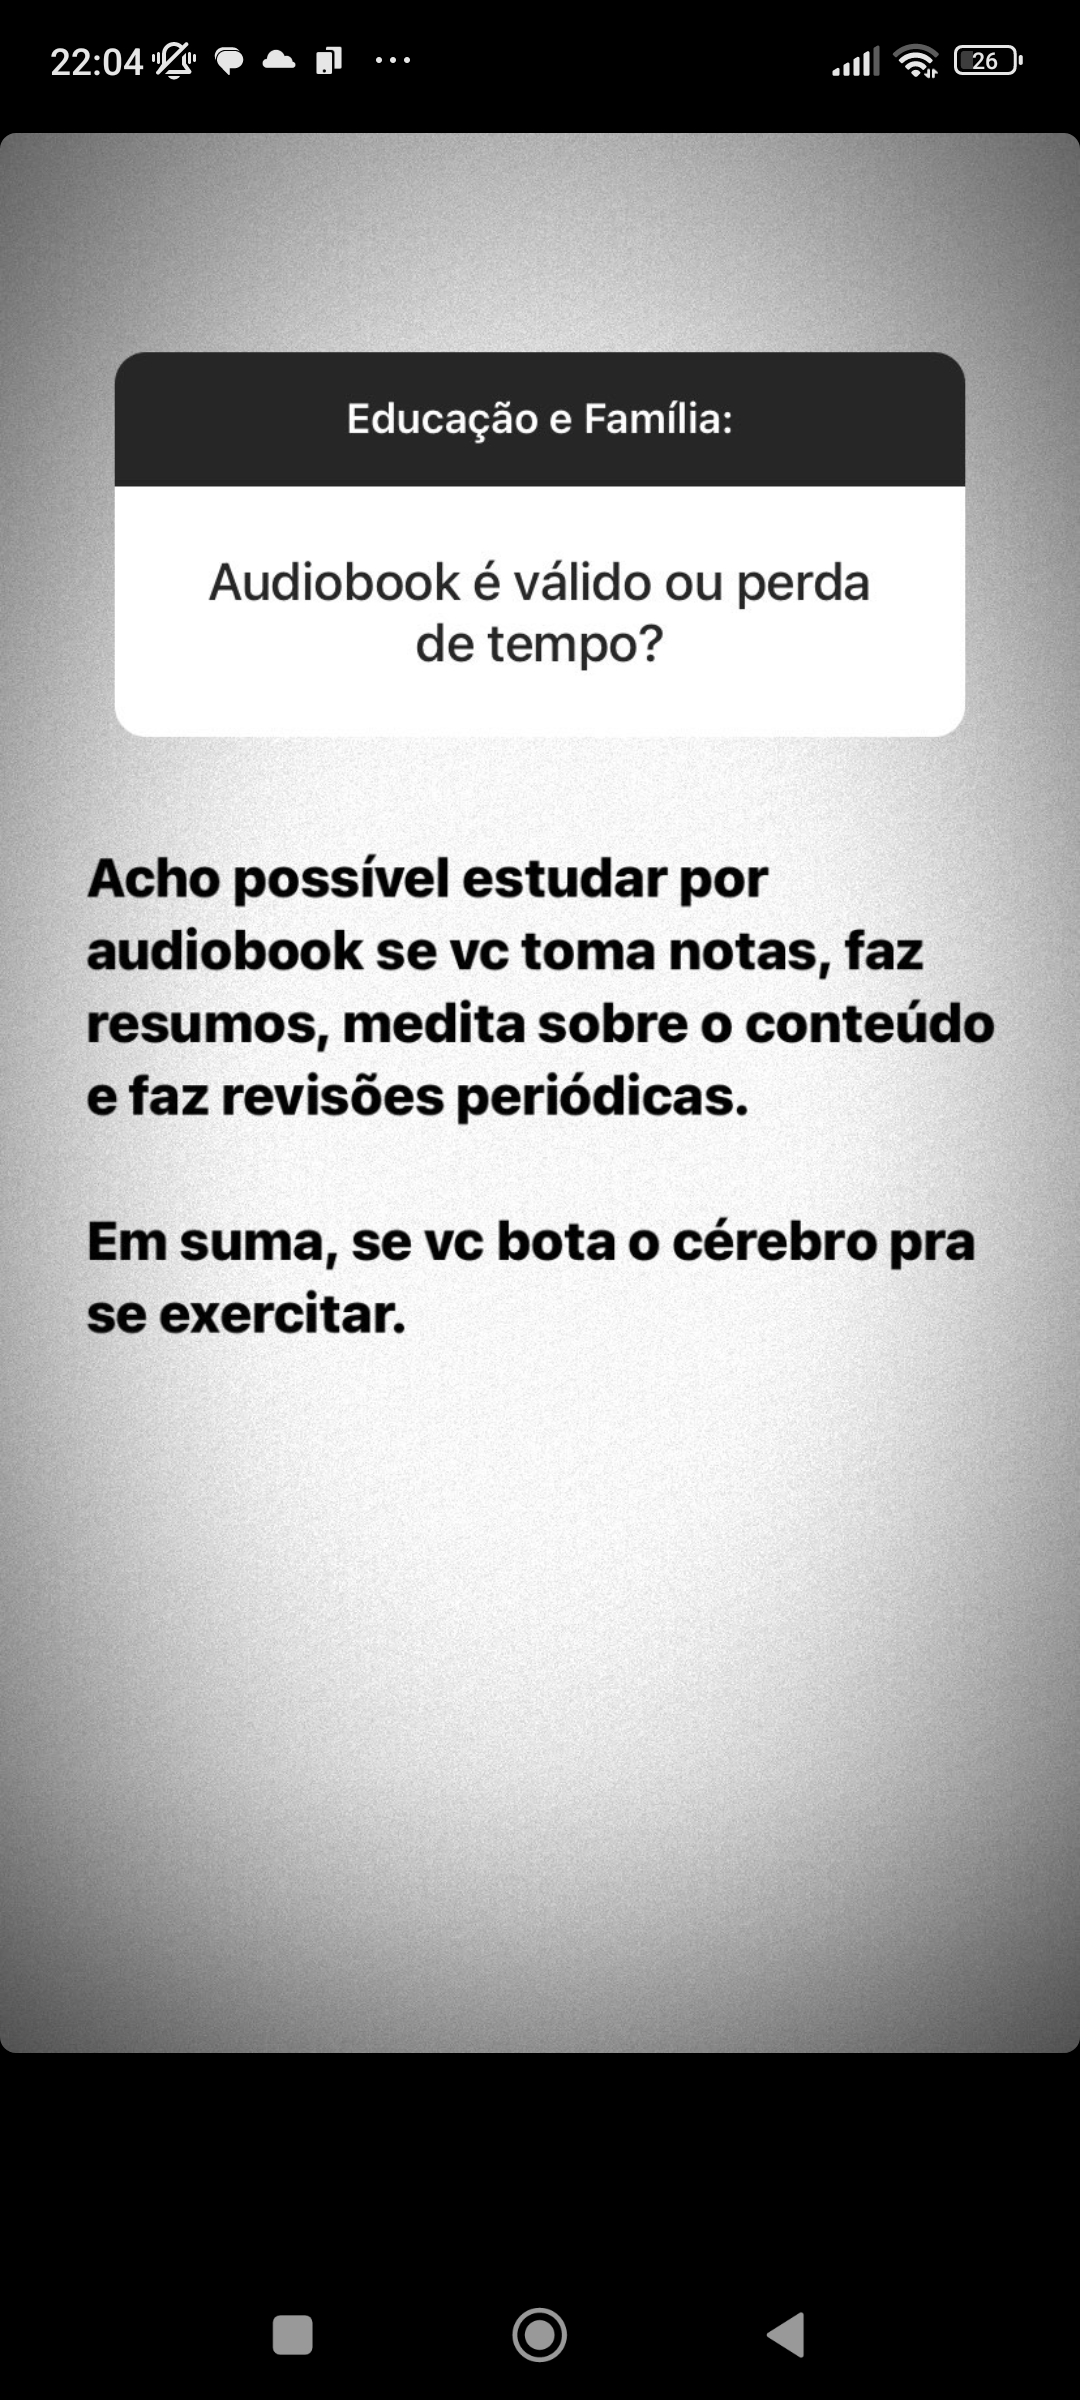 22:04
26
Educação e Família:
Audiobook é válido ou perda
de tempo?
Acho possível estudar por
audiobook se vc toma notas, faz
resumos, medita sobre o conteúdo
e faz revisões periódicas.
Em suma, se vc bota o cérebro pra
se exercitar.